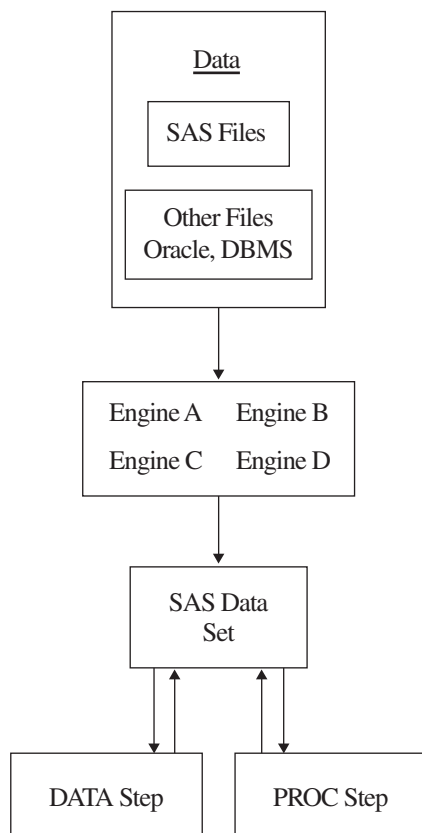 Data
SAS Files
Other Files
Oracle, DBMS
Engine A Engine B
Engine C Engine D
SAS Data
Set
DATA Step PROC Step